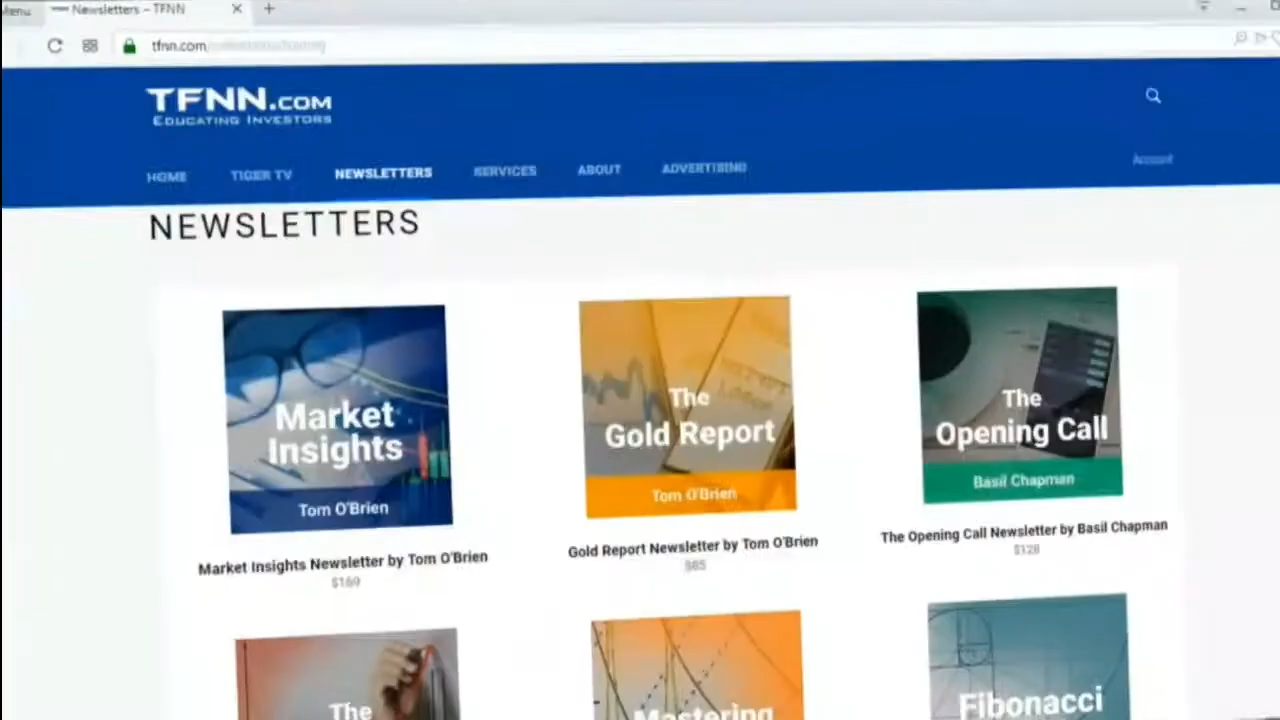 Menu
Newsletters – TFNN
tfnn.com
TFNN.COM
EDUCATING INVESTORS
HOME
TIGER TV
NEWSLETTERS
SERVICES
ABOUT
ADVERTISING
Account
NEWSLETTERS
Market
Insights
Tom O'Brien
Market Insights Newsletter by Tom O'Brien
$169
The
Gold Report
Tom O'Brien
Gold Report Newsletter by Tom O'Brien
The
Opening Call
Basil Chapman
The Opening Call Newsletter by Basil Chapman
The
Mastering
Fibonacci